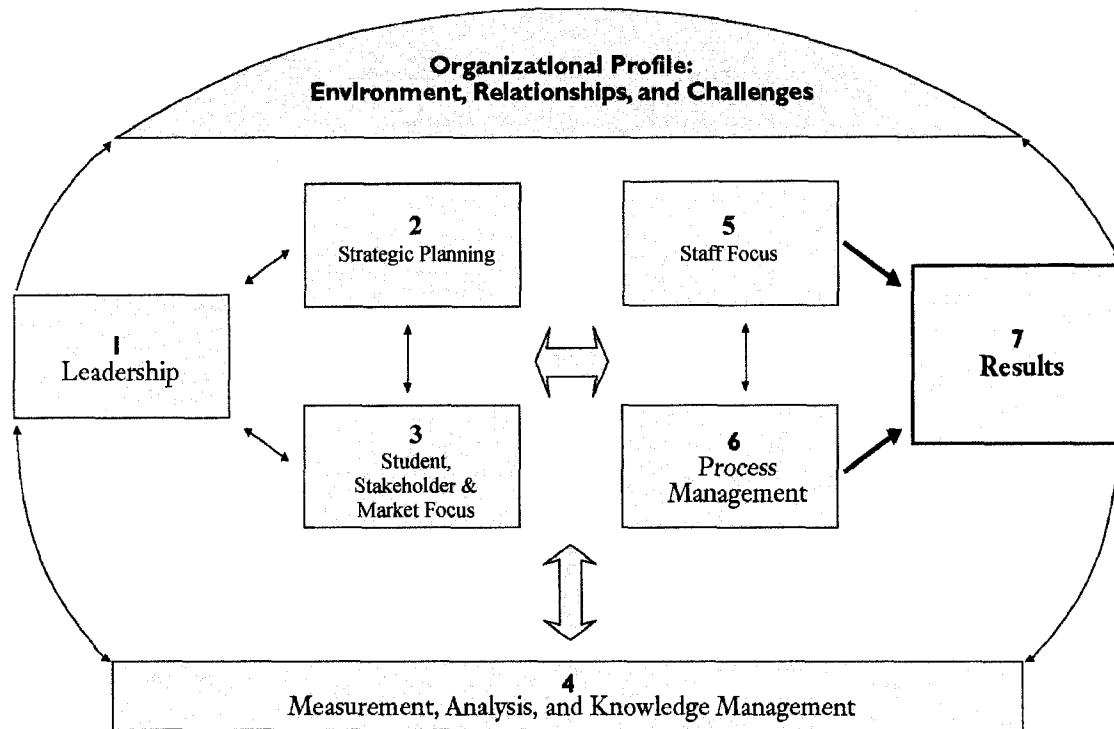 Organizational Profile:
Environment, Relationships, and Challenges
2
Strategic Planning
5
Staff Focus
1
Leadership
7
Results
3
Student,
Stakeholder &
Market Focus
6
Process
Management
4
Measurement, Analysis, and Knowledge Management